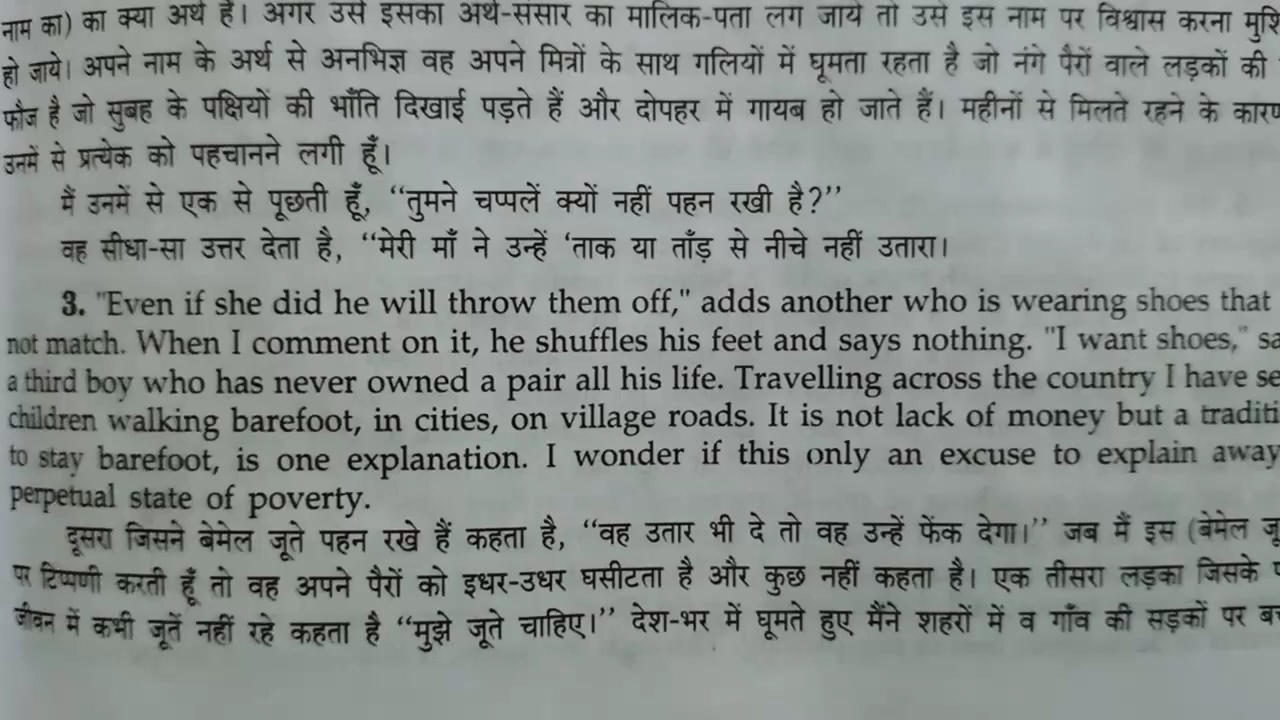 नाम का) का क्या अर्थ है। अगर उसे इसका अर्थ-संसार का मालिक-पता लग जाये तो उसे इस नाम पर विश्वास करना
हो जाये। अपने नाम के अर्थ से अनभिज्ञ वह अपने मित्रों के साथ गलियों में घूमता रहता है जो नंगे पैरों वाले लड़कों की
फौज है जो सुबह के पक्षियों की भाँति दिखाई पड़ते हैं और दोपहर में गायब हो जाते हैं। महीनों से मिलते रहने के
उनमें से प्रत्येक को पहचानने लगी हूँ।
मैं उनमें से एक से पूछती हूँ, ‘‘तुमने चप्पलें क्यों नहीं पहन रखी है?’’
वह सीधा-सा उत्तर देता है, ‘‘मेरी माँ ने उन्हें ‘ताक या ताँड़ से नीचे नहीं उतारा।
3. "Even if she did he will throw them off," adds another who is wearing shoes that
not match. When I comment on it, he shuffles his feet and says nothing. "I want shoes,"
a third boy who has never owned a pair all his life. Travelling across the country I have
children walking barefoot, in cities, on village roads. It is not lack of money but a
to stay barefoot, is one explanation. I wonder if this only an excuse to explain away
perpetual state of poverty.
दूसरा जिसने बेमेल जूते पहन रखे हैं कहता है, ‘‘वह उतार भी दे तो वह उन्हें फेंक देगा।’’ जब मैं इस (बेमेल
पर टिप्पणी करती हूँ तो वह अपने पैरों को इधर-उधर घसीटता है और कुछ नहीं कहता है। एक तीसरा लड़का जिसके
जीवन में कभी जूतें नहीं रहे कहता है ‘‘मुझे जूते चाहिए।’’ देश-भर में घूमते हुए मैंने शहरों में व गाँव की सड़कों पर